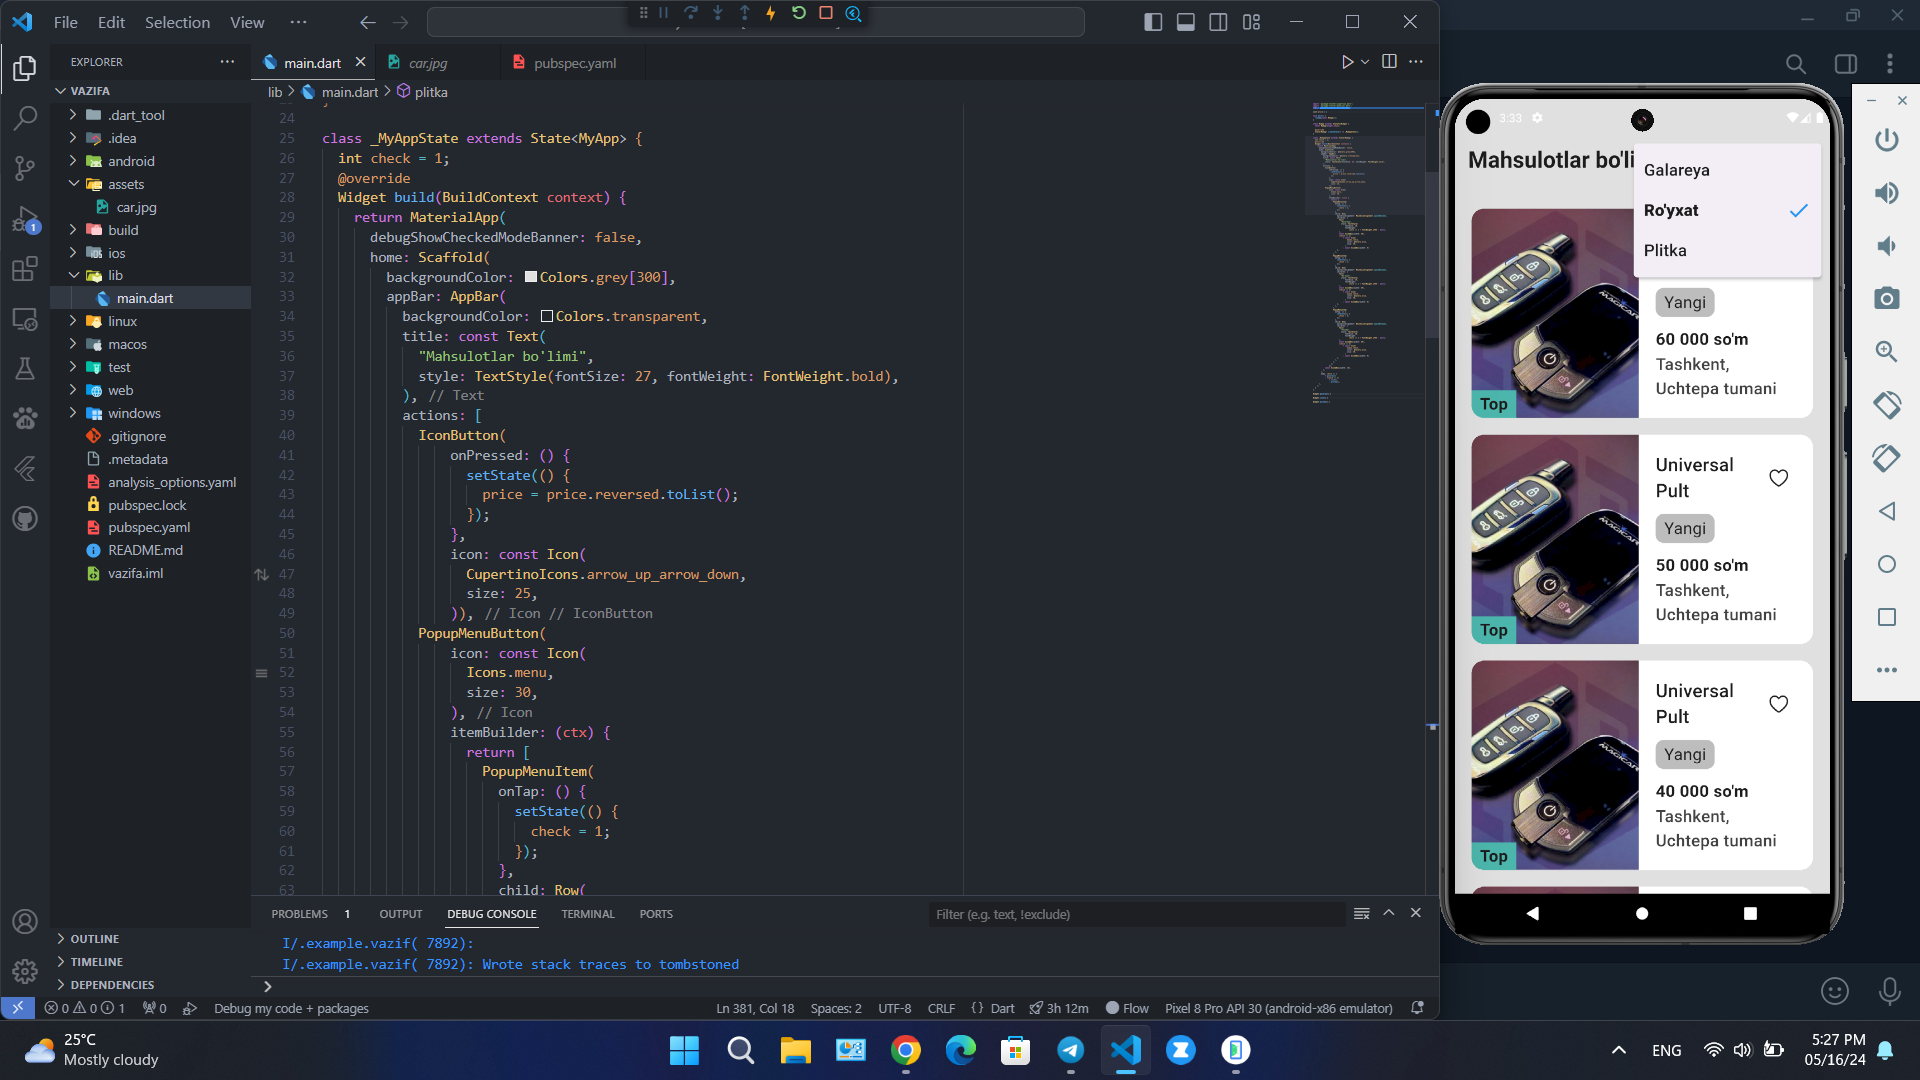 File Edit Selection View
EXPLORER
main.dart
car.jpg
pubspec.yaml
VAZIFA
lib > main.dart > plitka
.dart_tool
.idea
android
assets
car.jpg
build
ios
lib
main.dart
linux
macos
test
web
windows
.gitignore
.metadata
analysis_options.yaml
pubspec.lock
pubspec.yaml
README.md
vazifa.iml
OUTLINE
TIMELINE
DEPENDENCIES
24
25 class _MyAppState extends State<MyApp> {
26 int check = 1;
27 @override
28 Widget build(BuildContext context) {
29 return MaterialApp(
30 debugShowCheckedModeBanner: false,
31 home: Scaffold(
32 backgroundColor: Colors.grey[300],
33 appBar: AppBar(
34 backgroundColor: Colors.transparent,
35 title: const Text(
36 "Mahsulotlar bo'limi",
37 style: TextStyle(fontSize: 27, fontWeight: FontWeight.bold),
38 ), // Text
39 actions: [
40 IconButton(
41 onPressed: () {
42 setState(() {
43 price = price.reversed.toList();
44 });
45 },
46 icon: const Icon(
47 CupertinoIcons.arrow_up_arrow_down,
48 size: 25,
49 )), // Icon // IconButton
50 PopupMenuButton(
51 icon: const Icon(
52 Icons.menu,
53 size: 30,
54 ), // Icon
55 itemBuilder: (ctx) {
56 return [
57 PopupMenuItem(
58 onTap: () {
59 setState(() {
60 check = 1;
61 });
62 },
63 child: Row(
PROBLEMS 1 OUTPUT DEBUG CONSOLE TERMINAL PORTS
Filter (e.g. text, !exclude)
I/.example.vazif( 7892):
I/.example.vazif( 7892): Wrote stack traces to tombstoned
0 0 1 0 Debug my code + packages
Ln 381, Col 18 Spaces: 2 UTF-8 CRLF {} Dart 3h 12m Flow Pixel 8 Pro API 30 (android-x86 emulator)
3:33
Mahsulotlar bo'li
Galareya
Ro'yxat
Plitka
Yangi
60 000 so'm
Tashkent,
Uchtepa tumani
Top
Universal
Pult
Yangi
50 000 so'm
Tashkent,
Uchtepa tumani
Top
Universal
Pult
Yangi
40 000 so'm
Tashkent,
Uchtepa tumani
Top
25°C
Mostly cloudy
ENG
5:27 PM
05/16/24